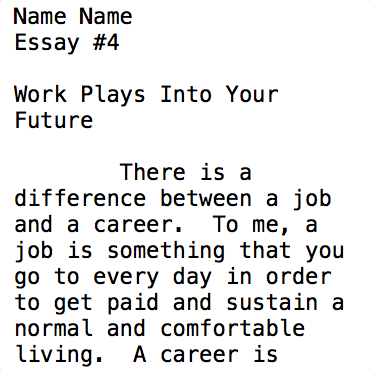 Name Name
Essay #4
Work Plays Into Your
Future
There is a
difference between a job
and a career.  To me, a
job is something that you
go to every day in order
to get paid and sustain a
normal and comfortable
living.  A career is